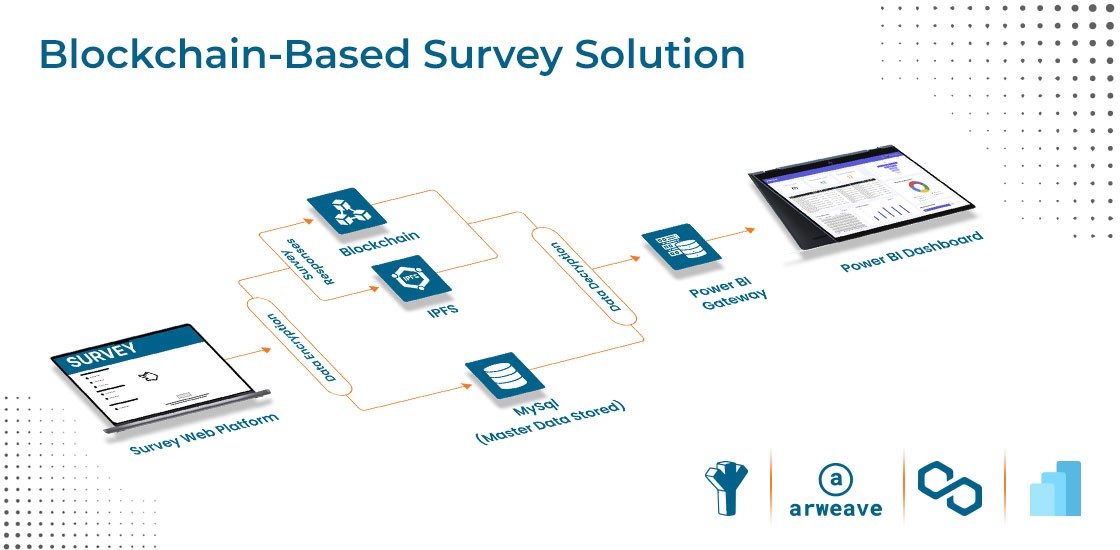 Blockchain-Based Survey Solution
Blockchain
Survey
Responses
IPFS
IPFS
Data Encryption
Data Decryption
SURVEY
Survey Web Platform
MySql
(Master Data Stored)
Power BI
Gateway
Power BI Dashboard
a
arweave